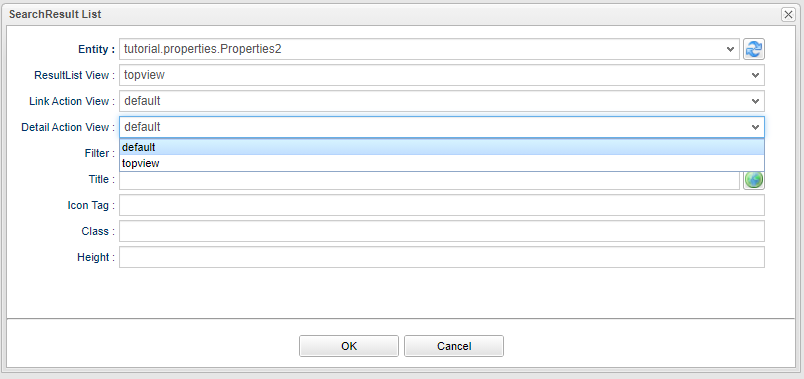 SearchResult List
Entity : tutorial.properties.Properties2
ResultList View : topview
Link Action View : default
Detail Action View : default
default
Filter :
topview
Title :
Icon Tag :
Class :
Height :
OK Cancel